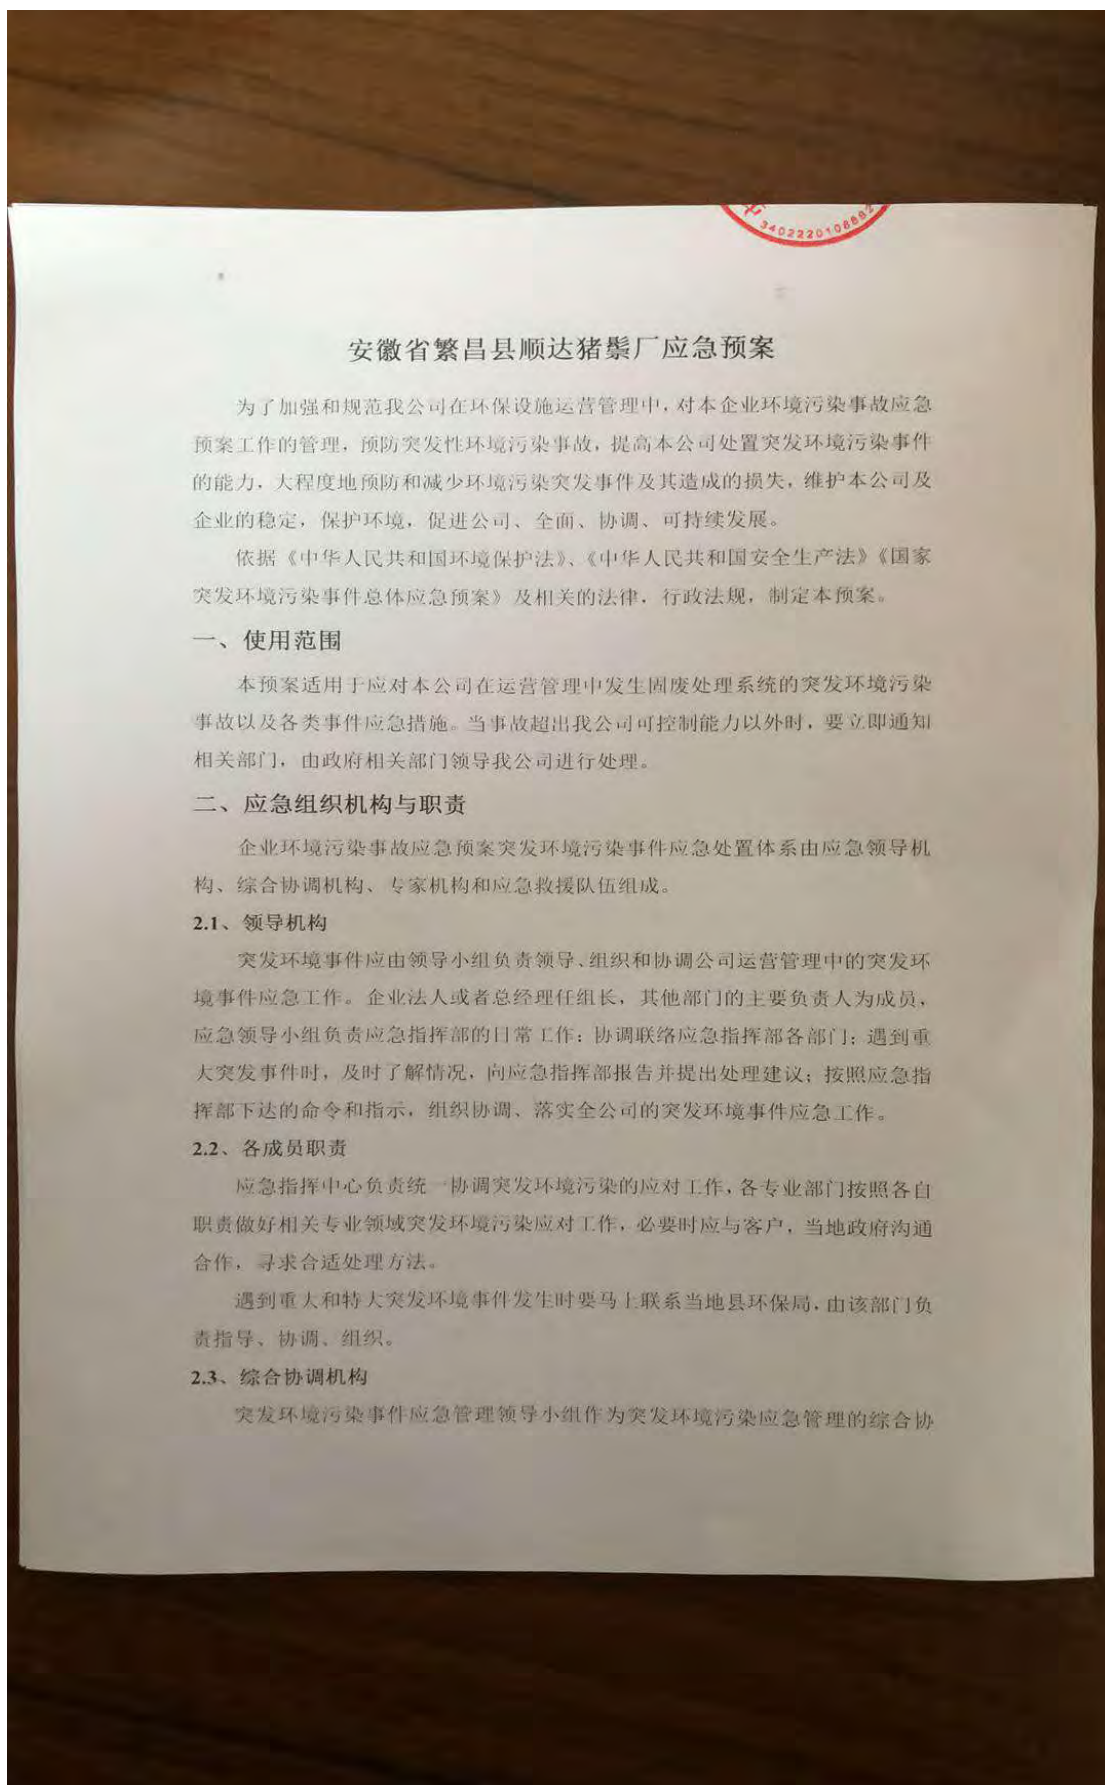 3402220108882
安徽省繁昌县顺达猪鬃厂应急预案
为了加强和规范我公司在环保设施运营管理中，对本企业环境污染事故应急
预案工作的管理，预防突发性环境污染事故，提高本公司处置突发环境污染事件
的能力，大程度地预防和减少环境污染突发事件及其造成的损失，维护本公司及
企业的稳定，保护环境，促进公司、全面、协调、可持续发展。
依据《中华人民共和国环境保护法》、《中华人民共和国安全生产法》《国家
突发环境污染事件总体应急预案》及相关的法律．行政法规，制定本预案。
一、使用范围
本预案适用于应对本公司在运营管理中发生固废处理系统的突发环境污染
事故以及各类事件应急措施。当事故超出我公司可控制能力以外时，要立即通知
相关部门，由政府相关部门领导我公司进行处理。
二、应急组织机构与职责
企业环境污染事故应急预案突发环境污染事件应急处置体系由应急领导机
构、综合协调机构、专家机构和应急救援队伍组成。
2.1、领导机构
突发环境事件应由领导小组负责领导、组织和协调公司运营管理中的突发环
境事件应急工作。企业法人或者总经理任组长，其他部门的主要负责人为成员，
应急领导小组负责应急指挥部的日常工作：协调联络应急指挥部各部门；遇到重
大突发事件时，及时了解情况，向应急指挥部报告并提出处理建议；按照应急指
挥部下达的命令和指示，组织协调、落实全公司的突发环境事件应急工作。
2.2、各成员职责
应急指挥中心负责统一协调突发环境污染的应对工作，各专业部门按照各自
职责做好相关专业领域突发环境污染应对工作，必要时应与客户，当地政府沟通
合作，寻求合适处理方法。
遇到重大和特大突发环境事件发生时要马上联系当地县环保局，由该部门负
责指导、协调、组织。
2.3、综合协调机构
突发环境污染事件应急管理领导小组作为突发环境污染应急管理的综合协